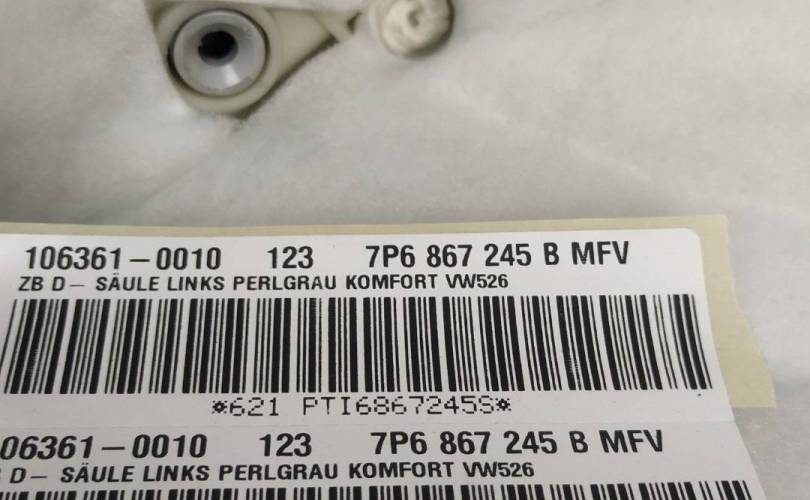 106361-0010 123 7P6 867 245 B MFV
ZB D- SÄULE LINKS PERLGRAU KOMFORT VW526
*621 PTI6867245S*
06361-0010 123 7P6 867 245 B MFV
D- SÄULE LINKS PERLGRAU KOMFORT VW526